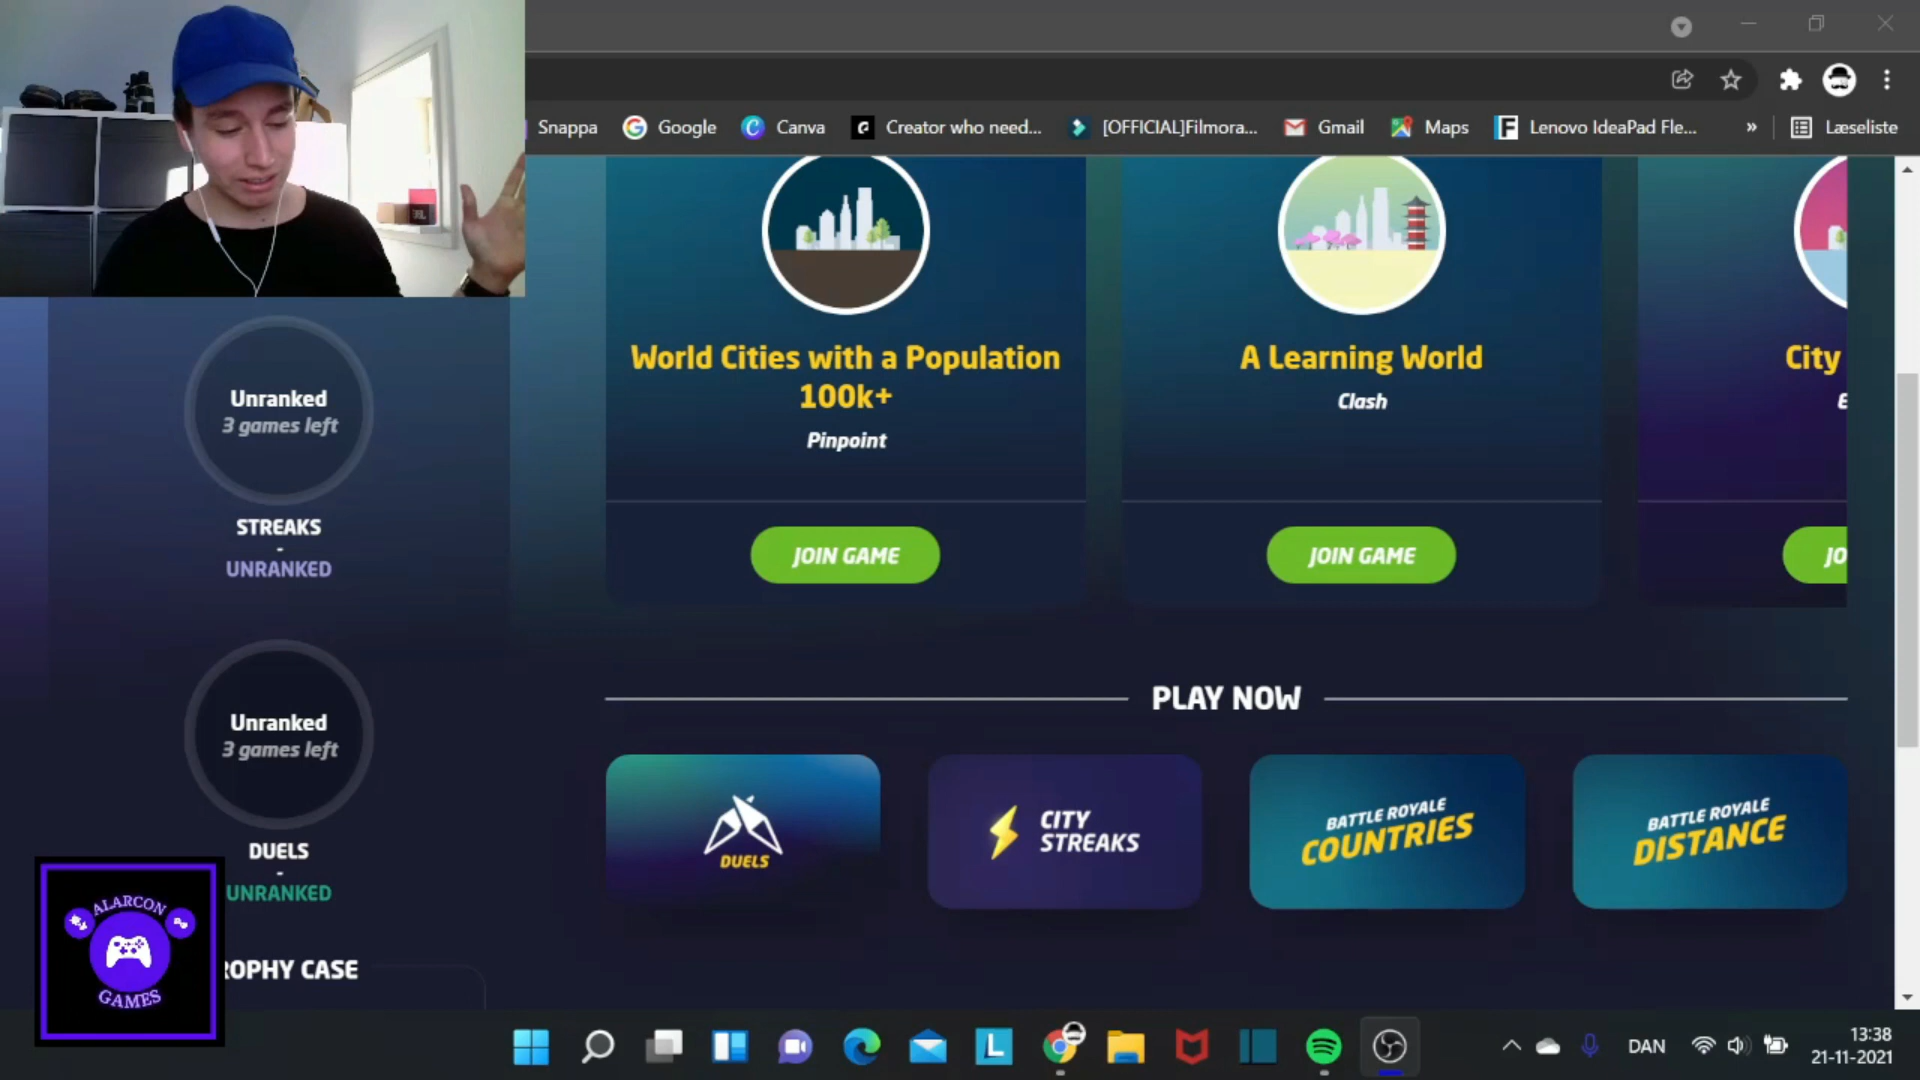 Snappa
Google
Canva
Creator who need...
[OFFICIAL]Filmora...
Gmail
Maps
Lenovo IdeaPad Fle...
»
Læseliste
World Cities with a Population
100k+
Pinpoint
JOIN GAME
A Learning World
Clash
JOIN GAME
City
JO
Unranked
3 games left
STREAKS
-
UNRANKED
Unranked
3 games left
DUELS
-
UNRANKED
ROPHY CASE
PLAY NOW
DUELS
CITY
STREAKS
BATTLE ROYALE
COUNTRIES
BATTLE ROYALE
DISTANCE
ALARCON
GAMES
JBL
DAN
13:38
21-11-2021